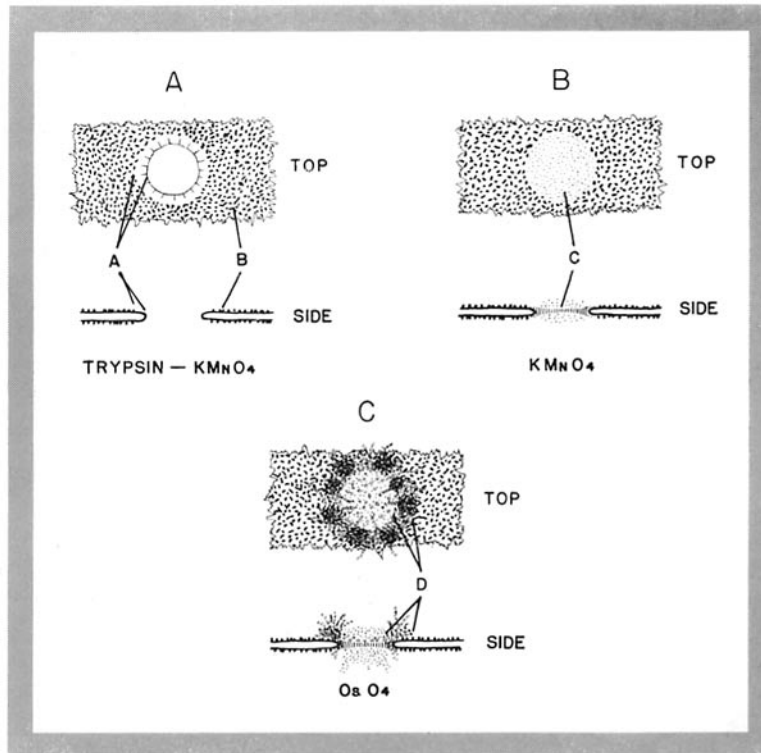 A
TOP
A
B
SIDE
TRYPSIN — KMNO4
B
TOP
C
SIDE
KMNO4
C
TOP
D
SIDE
Os O4